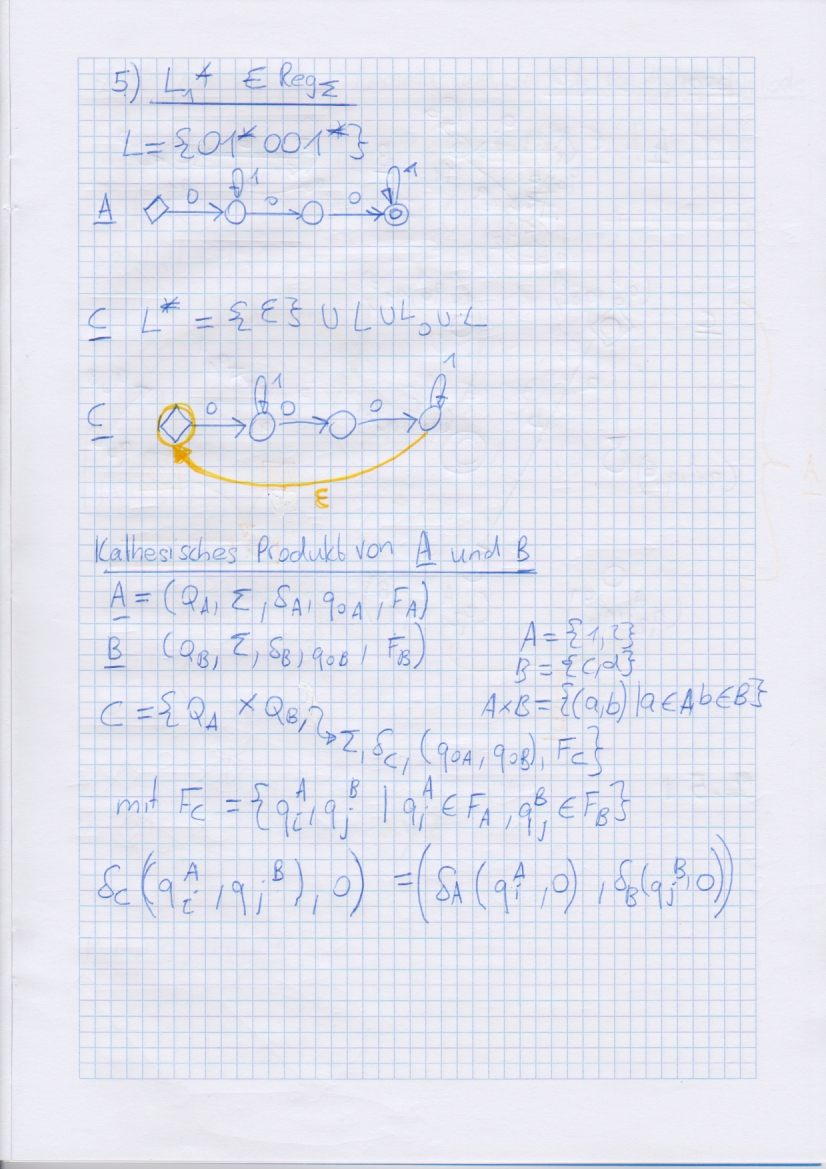 5) L₁* ∈ Reg_Σ
L = {01*001*}
A 0 1 0 0 1
C L* = {ε} ∪ L ∪ L₀ ∪ L
C 0 1 0 0 1
ε
Kathesisches Produkt von A und B
A = (Q_A, Σ, δ_A, q_0A, F_A)
B (Q_B, Σ, δ_B, q_0B, F_B)
A = {1,2}
B = {c,d}
A×B = {(a,b) | a ∈ A b ∈ B}
C = {Q_A × Q_B,
Σ, δ_C, (q_0A, q_0B), F_C}
mit F_C = {q_i^A, q_j^B | q_i^A ∈ F_A, q_j^B ∈ F_B}
δ_C (q_i^A, q_j^B), 0) = (δ_A (q_i^A, 0), δ_B (q_j^B, 0))